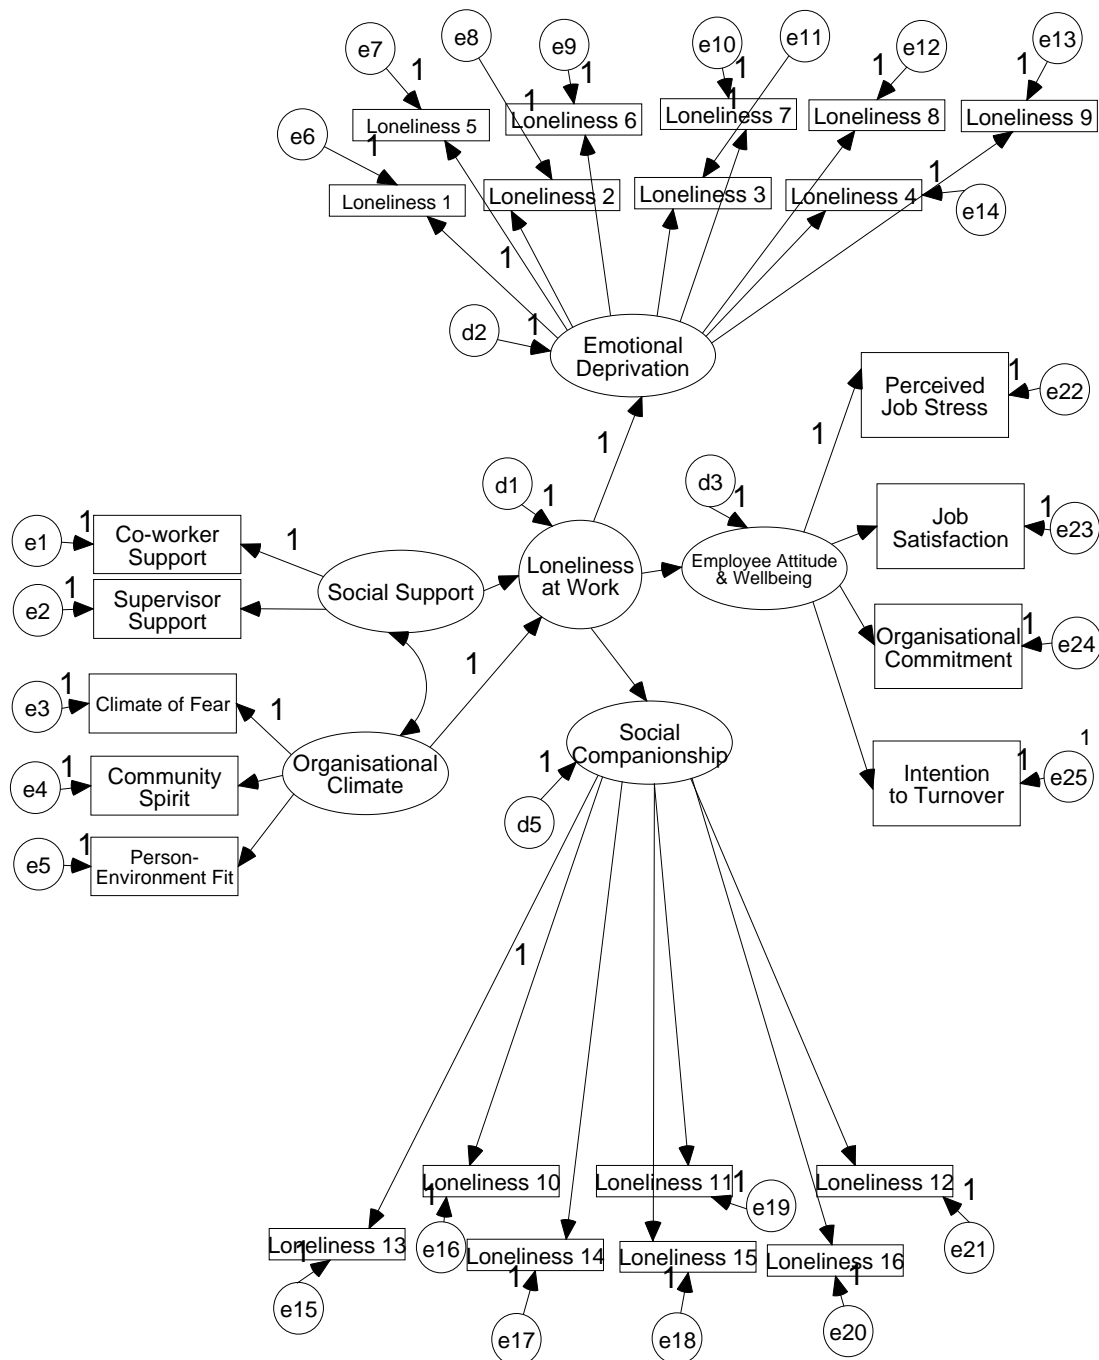 e7
e8
e9
e10
e11
e12
e13
1
1
1
1
1
1
1
Loneliness 5
Loneliness 6
Loneliness 7
Loneliness 8
Loneliness 9
e6
1
1
Loneliness 1
Loneliness 2
Loneliness 3
Loneliness 4
e14
1
d2
1
Emotional
Deprivation
1
Perceived
Job Stress
1
e22
1
d1
1
d3
1
Job
Satisfaction
1
e23
e1
1
Co-worker
Support
1
e2
1
Supervisor
Support
Social Support
Loneliness
at Work
Employee Attitude
& Wellbeing
Organisational
Commitment
1
e24
1
e3
1
Climate of Fear
1
e4
1
Community
Spirit
Organisational
Climate
Social
Companionship
1
d5
Intention
to Turnover
1
e25
1
e5
1
Person-
Environment Fit
1
Loneliness 10
Loneliness 11
Loneliness 12
1
e16
1
e19
1
e21
Loneliness 13
Loneliness 14
Loneliness 15
Loneliness 16
1
e15
1
e17
1
e18
1
e20